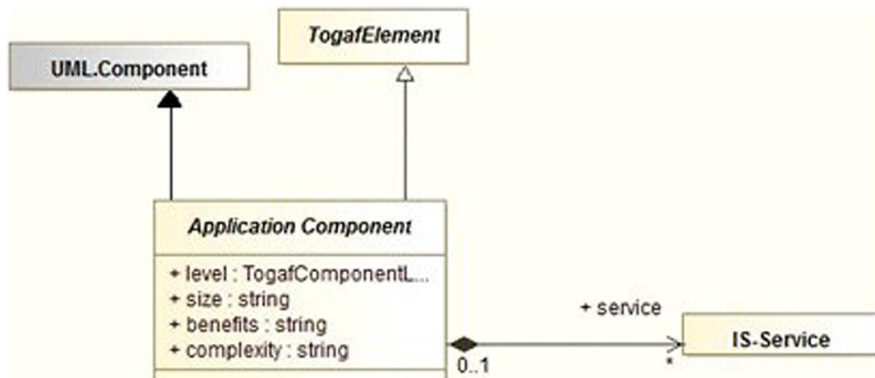 TogafElement
UML.Component
Application Component
+ level : TogafComponentL...
+ size : string
+ benefits : string
+ complexity : string
+ service
IS-Service
0..1
*